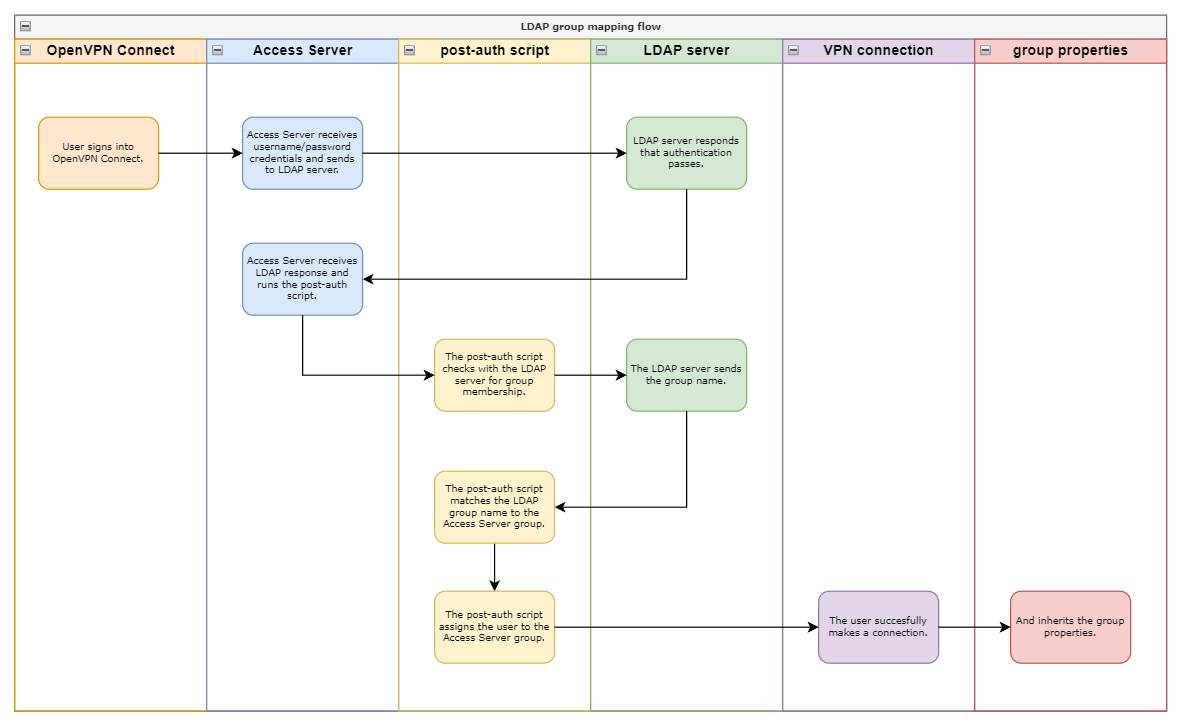 LDAP group mapping flow
OpenVPN Connect
Access Server
post-auth script
LDAP server
VPN connection
group properties
User signs into
OpenVPN Connect.
Access Server receives
username/password
credentials and sends
to LDAP server.
LDAP server responds
that authentication
passes.
Access Server receives
LDAP response and
runs the post-auth
script.
The post-auth script
checks with the LDAP
server for group
membership.
The LDAP server sends
the group name.
The post-auth script
matches the LDAP
group name to the
Access Server group.
The post-auth script
assigns the user to the
Access Server group.
The user succesfully
makes a connection.
And inherits the group
properties.